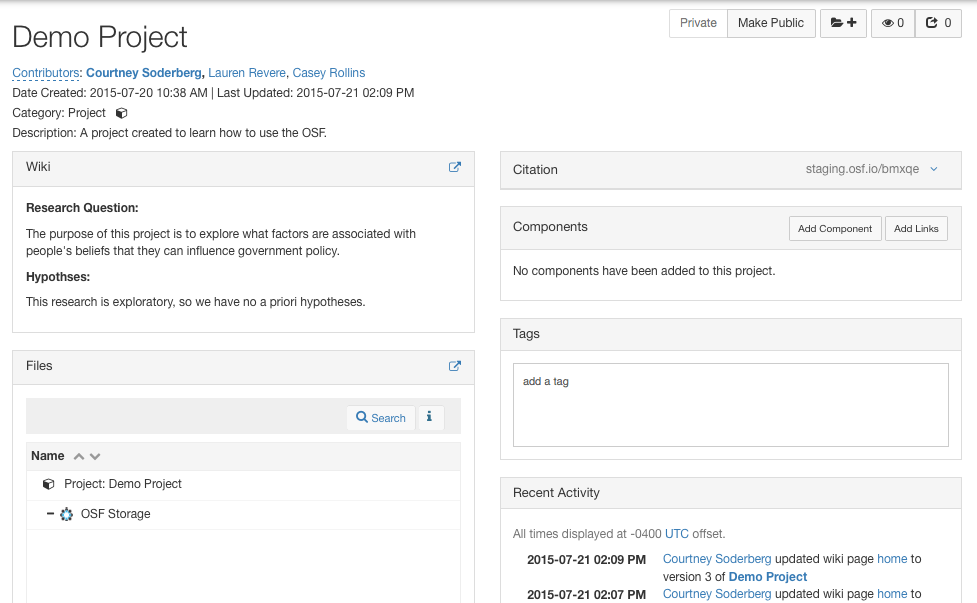 Demo Project
Private Make Public 0 0
Contributors: Courtney Soderberg, Lauren Revere, Casey Rollins
Date Created: 2015-07-20 10:38 AM | Last Updated: 2015-07-21 02:09 PM
Category: Project
Description: A project created to learn how to use the OSF.
Wiki
Research Question:
The purpose of this project is to explore what factors are associated with
people's beliefs that they can influence government policy.
Hypothses:
This research is exploratory, so we have no a priori hypotheses.
Files
Search i
Name
Project: Demo Project
OSF Storage
Citation staging.osf.io/bmxqe
Components Add Component Add Links
No components have been added to this project.
Tags
add a tag
Recent Activity
All times displayed at -0400 UTC offset.
2015-07-21 02:09 PM Courtney Soderberg updated wiki page home to
version 3 of Demo Project
2015-07-21 02:07 PM Courtney Soderberg updated wiki page home to